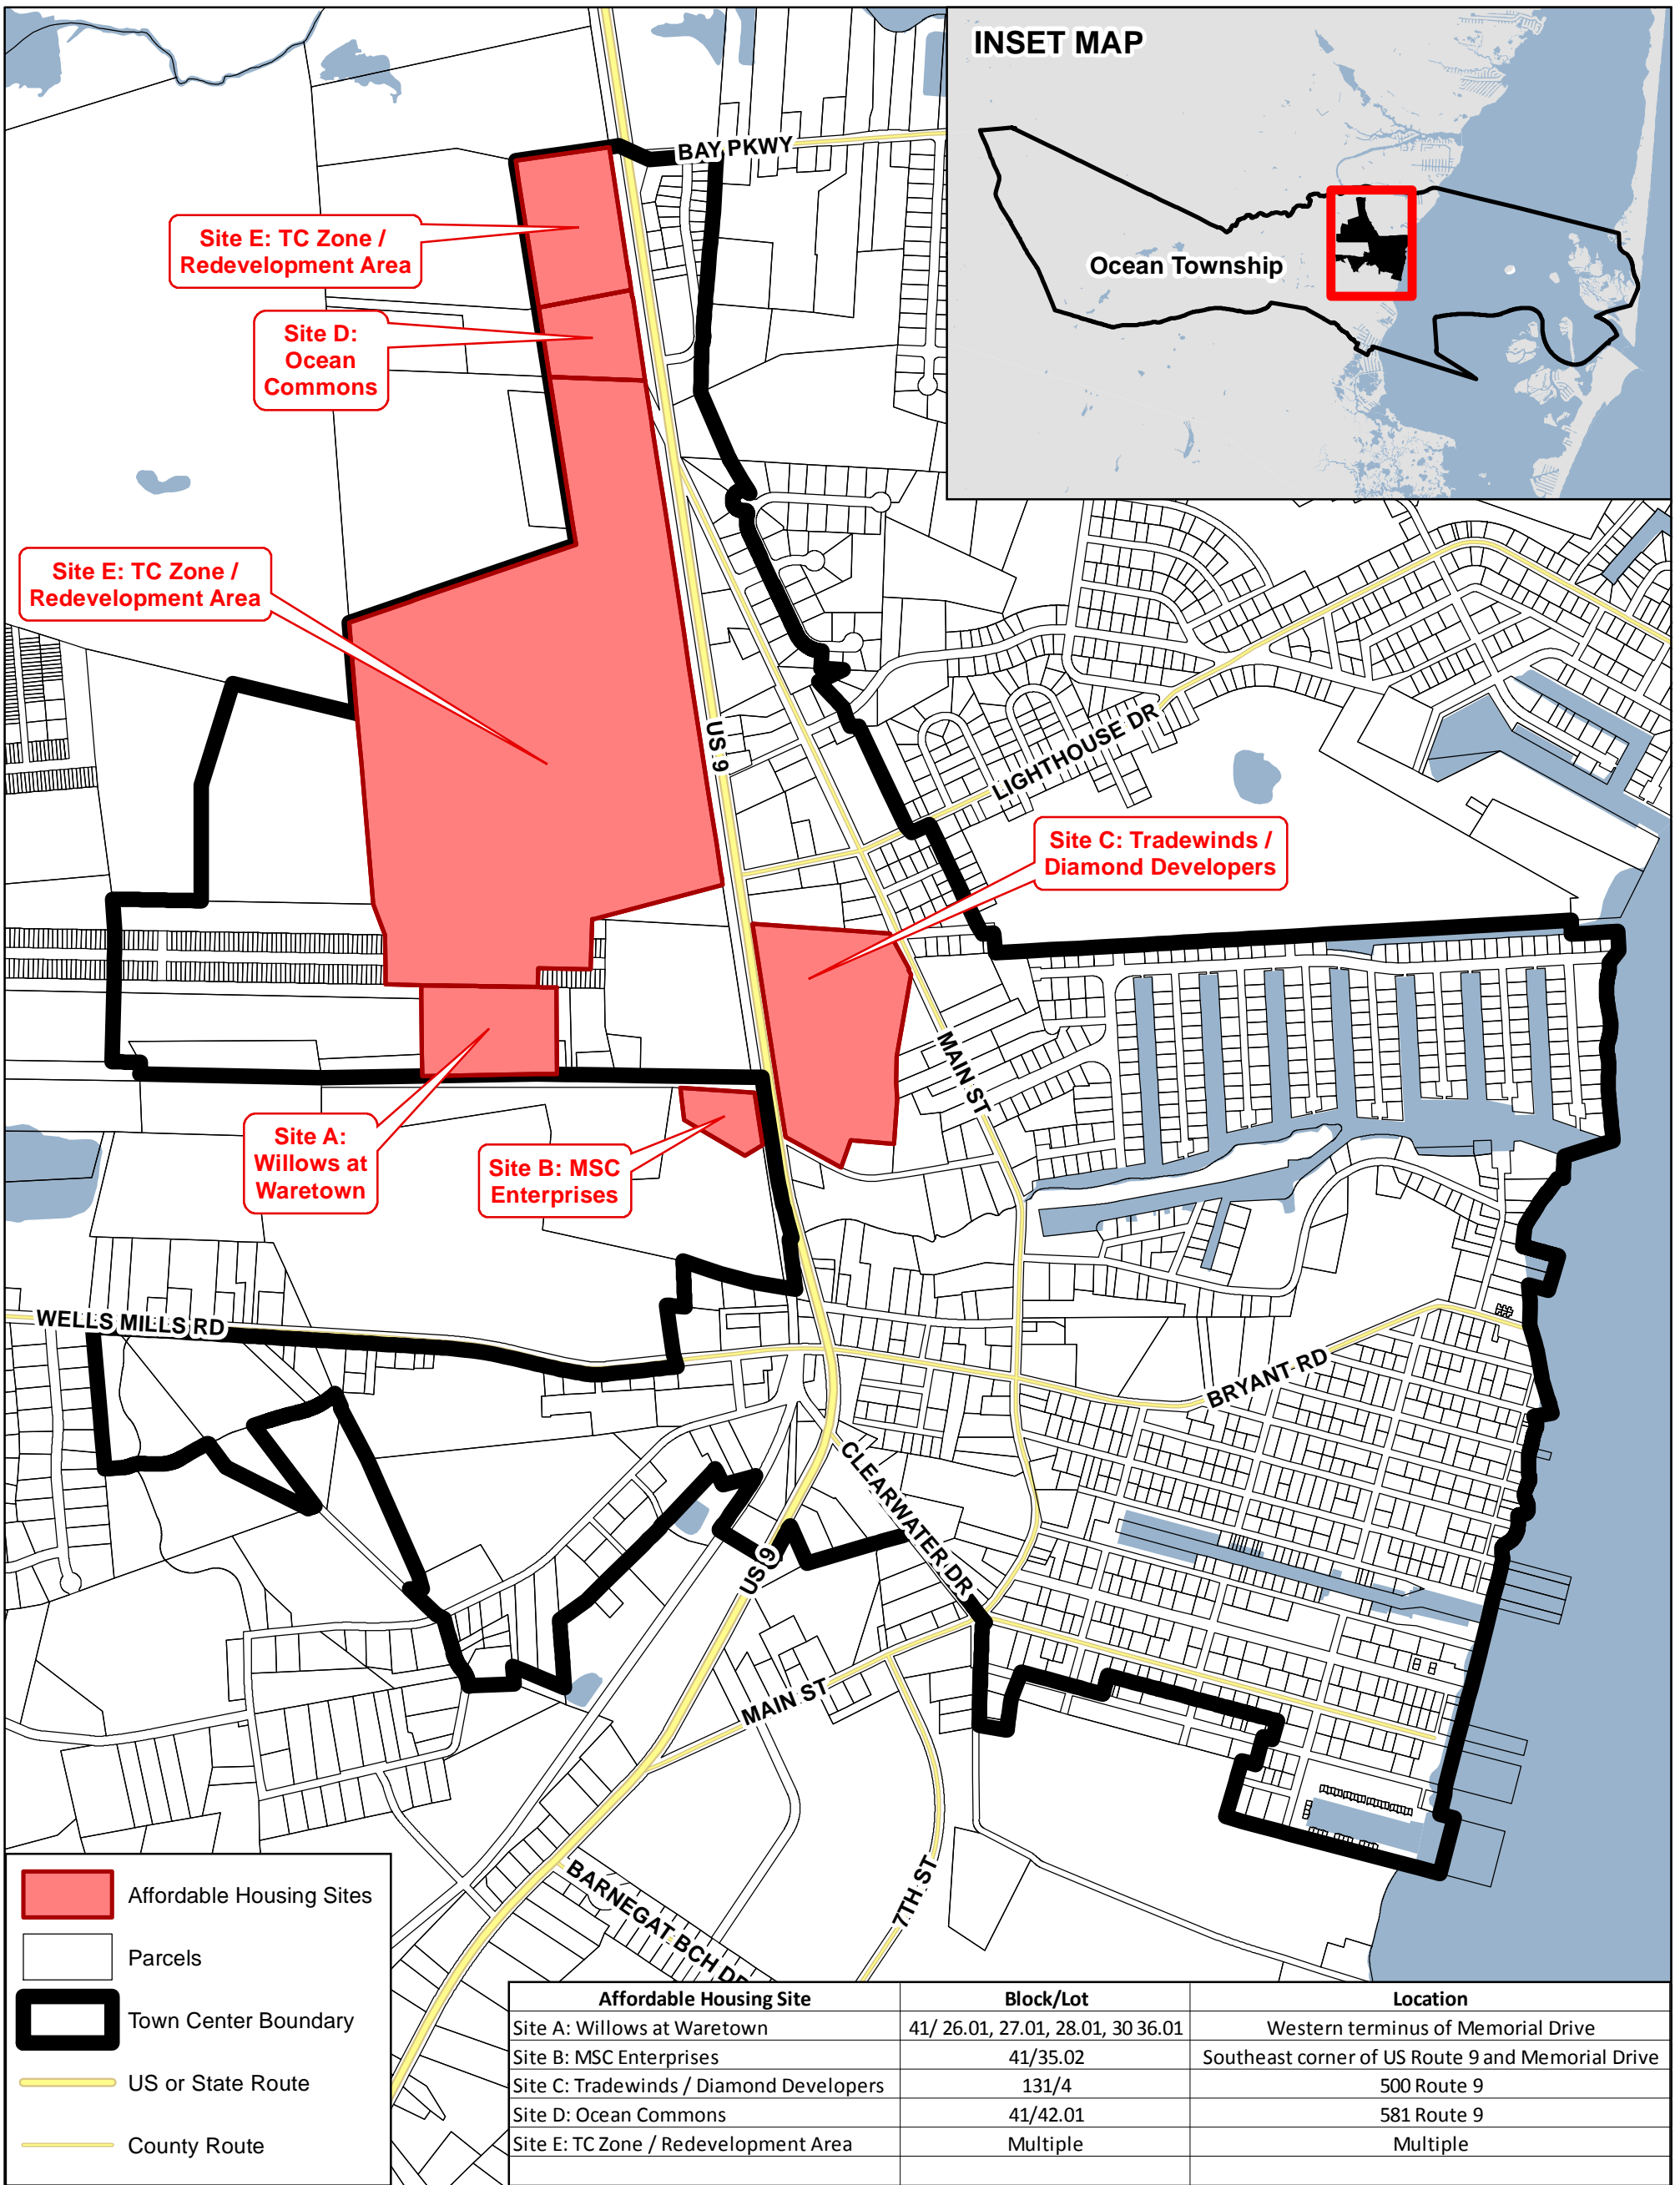 INSET MAP
Ocean Township
BAY PKWY
Site E: TC Zone /
Redevelopment Area
Site D:
Ocean
Commons
Site E: TC Zone /
Redevelopment Area
US 9
LIGHTHOUSE DR
Site C: Tradewinds /
Diamond Developers
MAIN ST
Site A:
Willows at
Waretown
Site B: MSC
Enterprises
WELLS MILLS RD
BRYANT RD
CLEARWATER DR
US 9
MAIN ST
7TH ST
BARNEGAT BCH DR
Affordable Housing Sites
Parcels
Town Center Boundary
US or State Route
County Route
Affordable Housing Site Block/Lot Location
Site A: Willows at Waretown 41/ 26.01, 27.01, 28.01, 30 36.01 Western terminus of Memorial Drive
Site B: MSC Enterprises 41/35.02 Southeast corner of US Route 9 and Memorial Drive
Site C: Tradewinds / Diamond Developers 131/4 500 Route 9
Site D: Ocean Commons 41/42.01 581 Route 9
Site E: TC Zone / Redevelopment Area Multiple Multiple